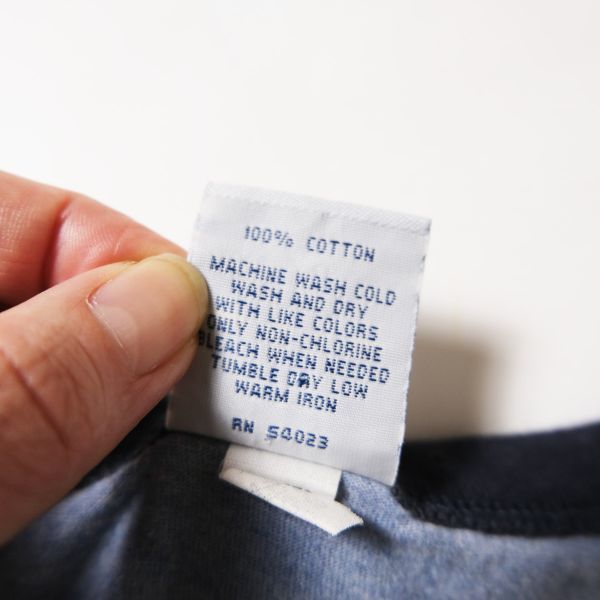 100% COTTON
MACHINE WASH COLD
WASH AND DRY
WITH LIKE COLORS
ONLY NON-CHLORINE
BLEACH WHEN NEEDED
TUMBLE DRY LOW
WARM IRON
RN 54023